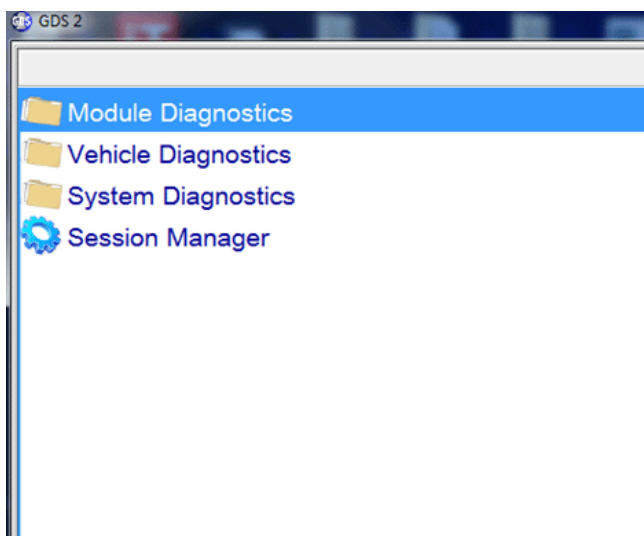 GDS 2
Module Diagnostics
Vehicle Diagnostics
System Diagnostics
Session Manager